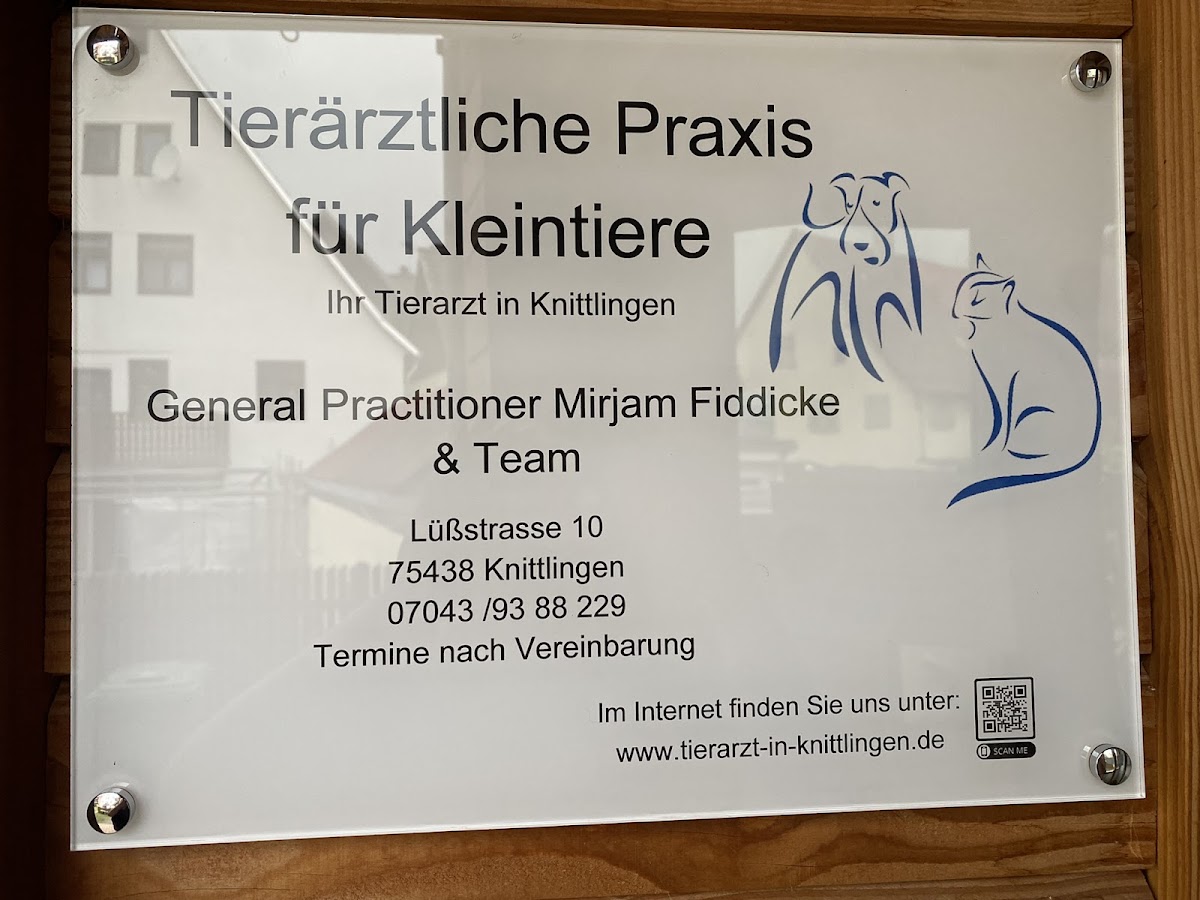 Tierärztliche Praxis
für Kleintiere
Ihr Tierarzt in Knittlingen
General Practitioner Mirjam Fiddicke
& Team
Lüßstrasse 10
75438 Knittlingen
07043 /93 88 229
Termine nach Vereinbarung
Im Internet finden Sie uns unter:
www.tierarzt-in-knittlingen.de
SCAN ME